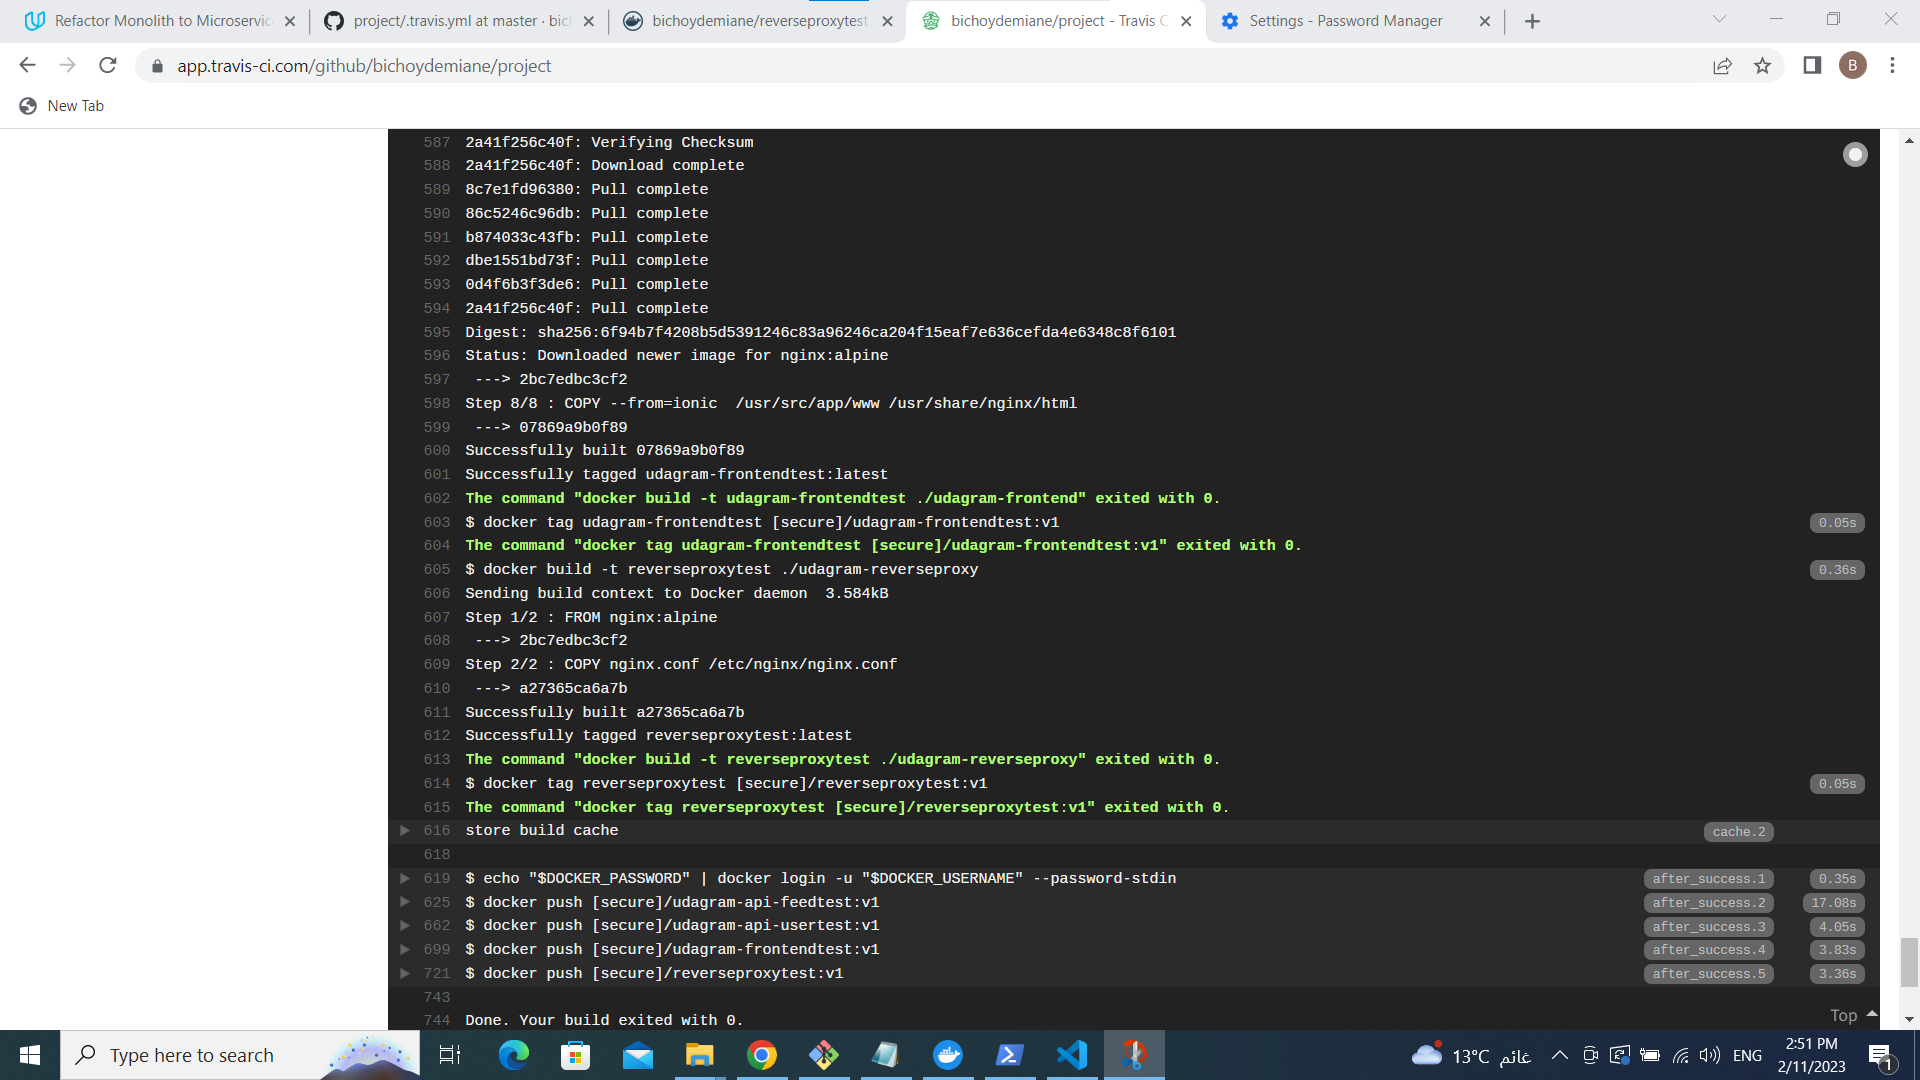 Refactor Monolith to Microservic
project/.travis.yml at master · bich
bichoydemiane/reverseproxytest
bichoydemiane/project - Travis C
Settings - Password Manager
app.travis-ci.com/github/bichoydemiane/project
B
New Tab
587 2a41f256c40f: Verifying Checksum
588 2a41f256c40f: Download complete
589 8c7e1fd96380: Pull complete
590 86c5246c96db: Pull complete
591 b874033c43fb: Pull complete
592 dbe1551bd73f: Pull complete
593 0d4f6b3f3de6: Pull complete
594 2a41f256c40f: Pull complete
595 Digest: sha256:6f94b7f4208b5d5391246c83a96246ca204f15eaf7e636cefda4e6348c8f6101
596 Status: Downloaded newer image for nginx:alpine
597 ---> 2bc7edbc3cf2
598 Step 8/8 : COPY --from=ionic  /usr/src/app/www /usr/share/nginx/html
599 ---> 07869a9b0f89
600 Successfully built 07869a9b0f89
601 Successfully tagged udagram-frontendtest:latest
602 The command "docker build -t udagram-frontendtest ./udagram-frontend" exited with 0.
603 $ docker tag udagram-frontendtest [secure]/udagram-frontendtest:v1 0.05s
604 The command "docker tag udagram-frontendtest [secure]/udagram-frontendtest:v1" exited with 0.
605 $ docker build -t reverseproxytest ./udagram-reverseproxy 0.36s
606 Sending build context to Docker daemon  3.584kB
607 Step 1/2 : FROM nginx:alpine
608 ---> 2bc7edbc3cf2
609 Step 2/2 : COPY nginx.conf /etc/nginx/nginx.conf
610 ---> a27365ca6a7b
611 Successfully built a27365ca6a7b
612 Successfully tagged reverseproxytest:latest
613 The command "docker build -t reverseproxytest ./udagram-reverseproxy" exited with 0.
614 $ docker tag reverseproxytest [secure]/reverseproxytest:v1 0.05s
615 The command "docker tag reverseproxytest [secure]/reverseproxytest:v1" exited with 0.
616 store build cache cache.2
618
619 $ echo "$DOCKER_PASSWORD" | docker login -u "$DOCKER_USERNAME" --password-stdin after_success.1 0.35s
625 $ docker push [secure]/udagram-api-feedtest:v1 after_success.2 17.08s
662 $ docker push [secure]/udagram-api-usertest:v1 after_success.3 4.05s
699 $ docker push [secure]/udagram-frontendtest:v1 after_success.4 3.83s
721 $ docker push [secure]/reverseproxytest:v1 after_success.5 3.36s
743
744 Done. Your build exited with 0.
Top
Type here to search
13°C غائم
ENG
2:51 PM
2/11/2023
1